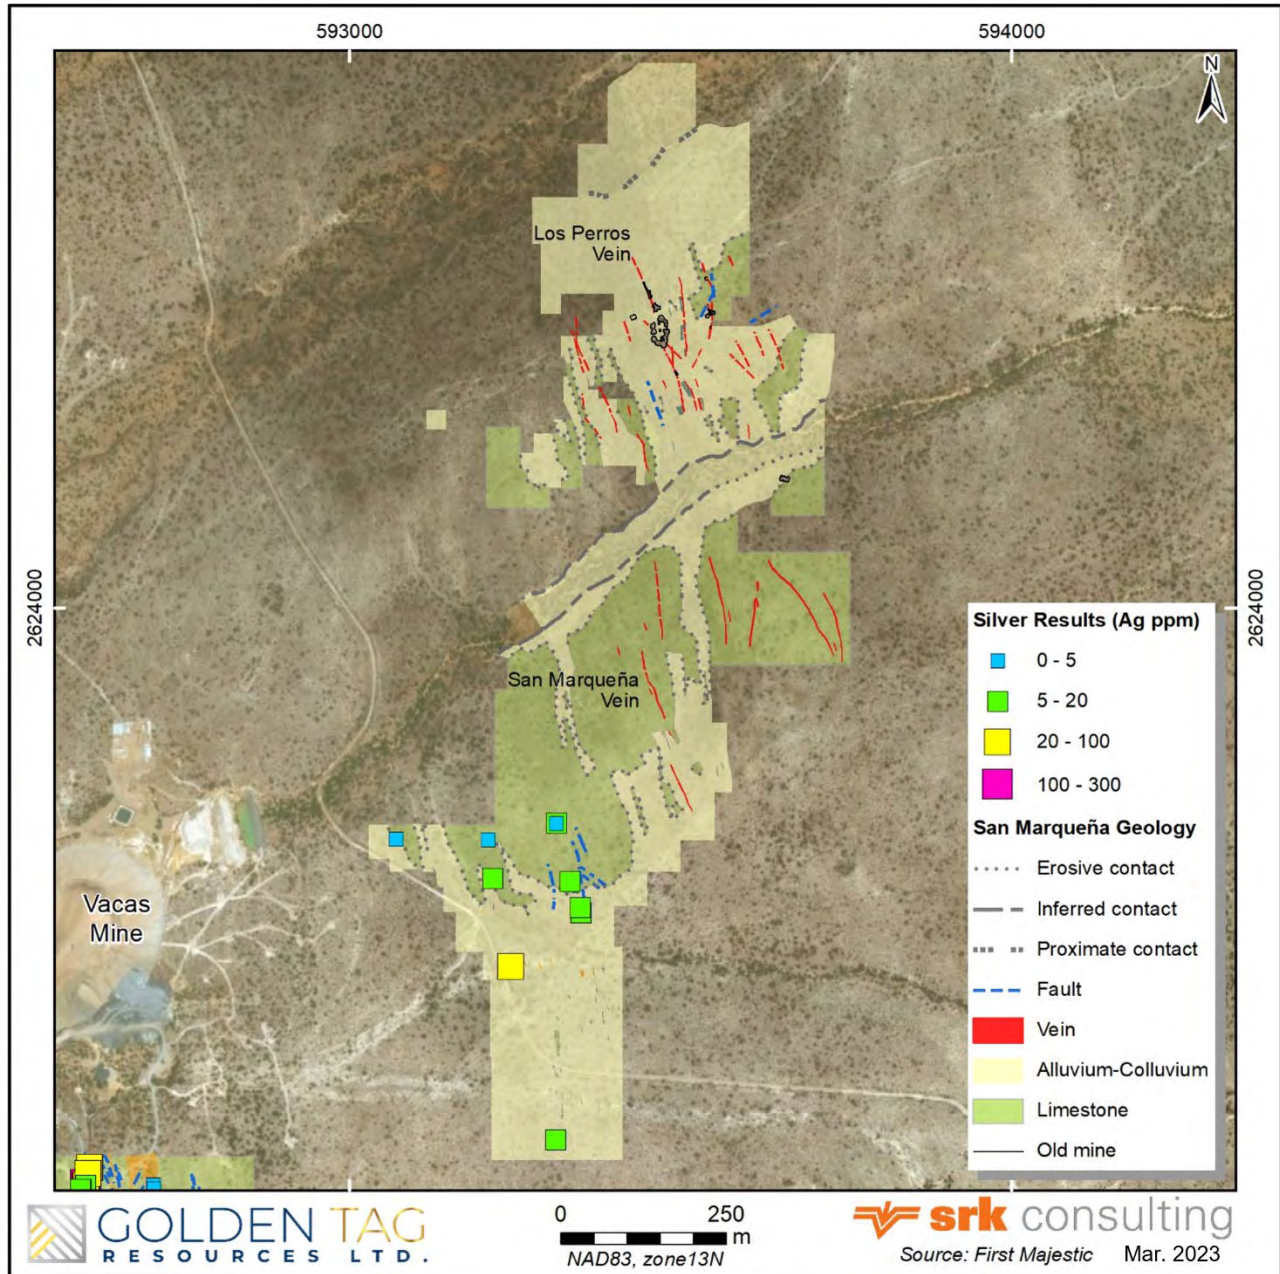 593000
594000
N
Los Perros
Vein
2624000
2624000
San Marqueña
Vein
Vacas
Mine
Silver Results (Ag ppm)
0 - 5
5 - 20
20 - 100
100 - 300
San Marqueña Geology
Erosive contact
Inferred contact
Proximate contact
Fault
Vein
Alluvium-Colluvium
Limestone
Old mine
GOLDEN TAG
RESOURCES LTD.
0 250
m
NAD83, zone13N
srk consulting
Source: First Majestic Mar. 2023